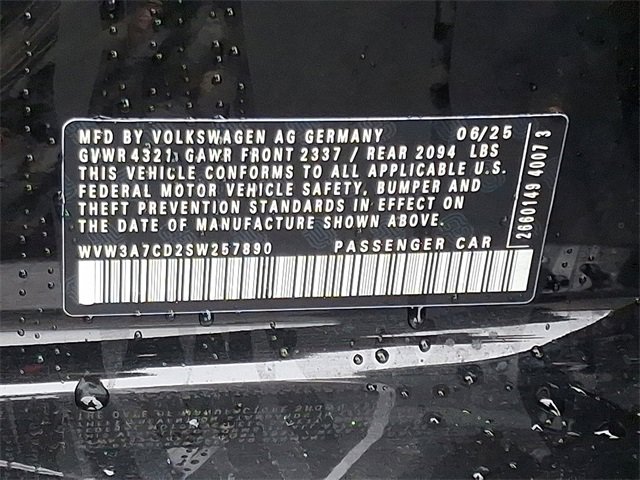 MFD BY VOLKSWAGEN AG GERMANY 06/25
GVWR 4321 GAWR FRONT 2337 / REAR 2094 LBS
THIS VEHICLE CONFORMS TO ALL APPLICABLE U.S.
FEDERAL MOTOR VEHICLE SAFETY, BUMPER AND
THEFT PREVENTION STANDARDS IN EFFECT ON
THE DATE OF MANUFACTURE SHOWN ABOVE.
WVW3A7CD2SW257890 PASSENGER CAR
2660149 4007 3